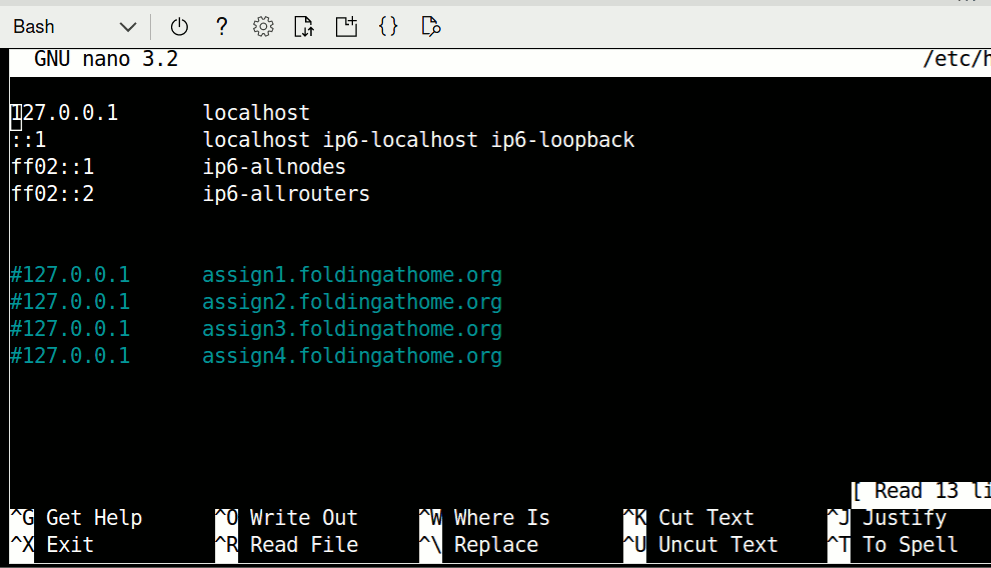 Bash ? {}
GNU nano 3.2 /etc/h
127.0.0.1 localhost
::1 localhost ip6-localhost ip6-loopback
ff02::1 ip6-allnodes
ff02::2 ip6-allrouters
#127.0.0.1 assign1.foldingathome.org
#127.0.0.1 assign2.foldingathome.org
#127.0.0.1 assign3.foldingathome.org
#127.0.0.1 assign4.foldingathome.org
[ Read 13 li
^G Get Help ^O Write Out ^W Where Is ^K Cut Text ^J Justify
^X Exit ^R Read File ^\ Replace ^U Uncut Text ^T To Spell